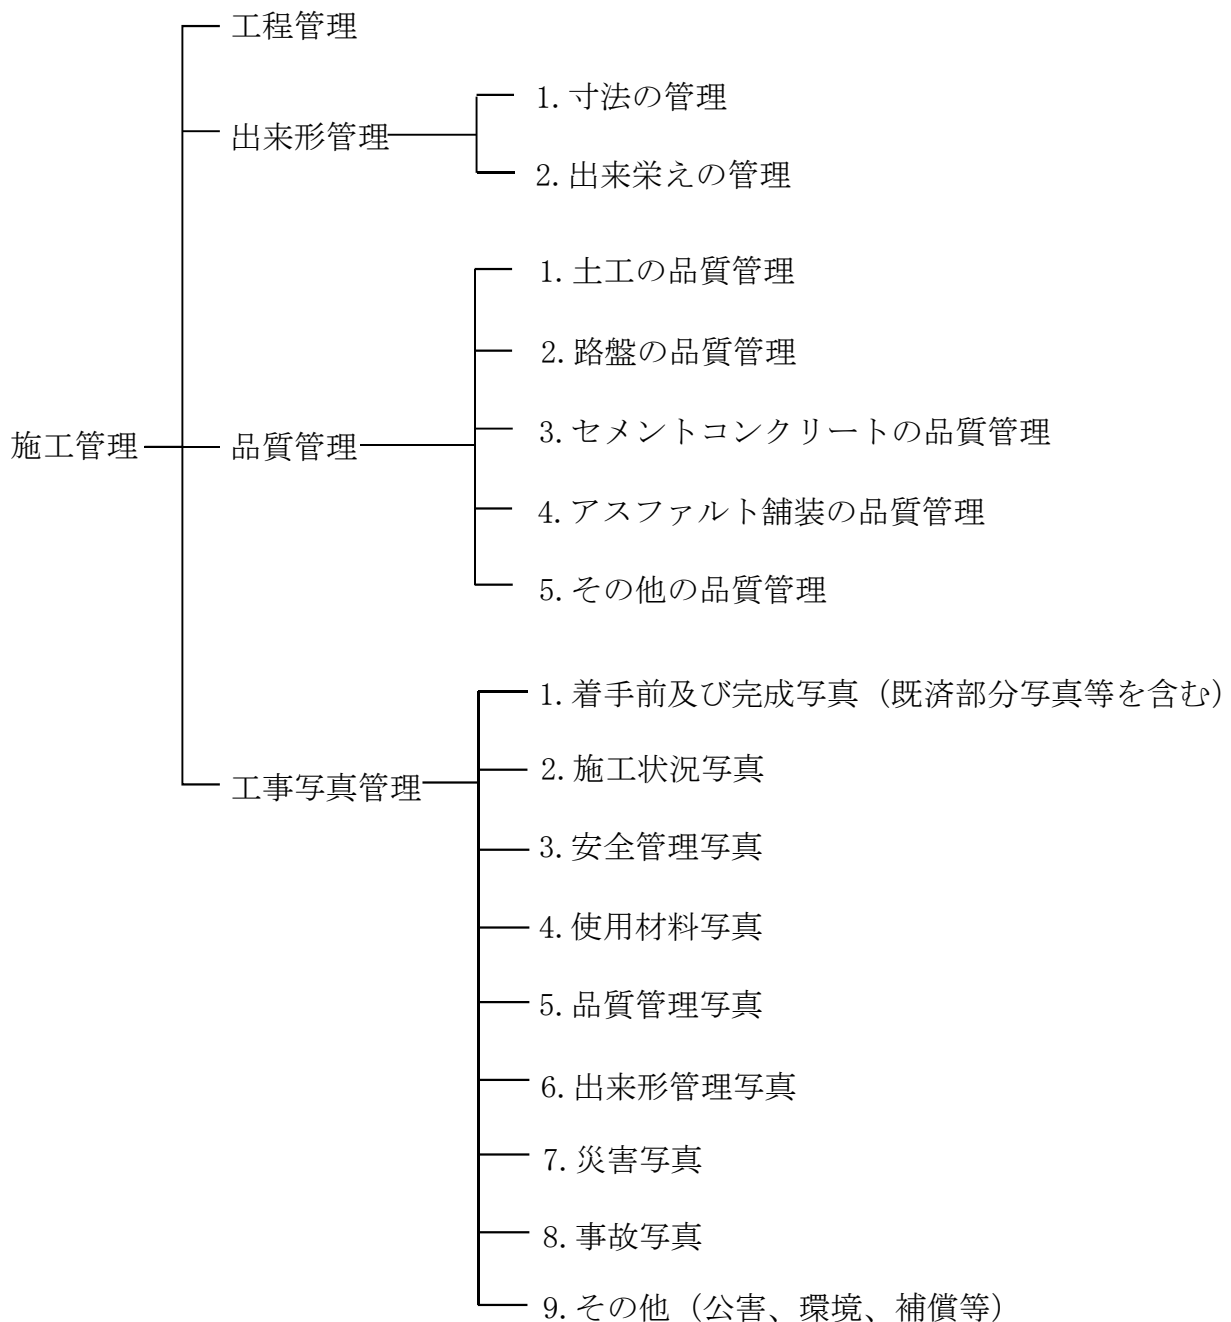 工程管理
出来形管理
1. 寸法の管理
2. 出来栄えの管理
施工管理
品質管理
1. 土工の品質管理
2. 路盤の品質管理
3. セメントコンクリートの品質管理
4. アスファルト舗装の品質管理
5. その他の品質管理
工事写真管理
1. 着手前及び完成写真（既済部分写真等を含む）
2. 施工状況写真
3. 安全管理写真
4. 使用材料写真
5. 品質管理写真
6. 出来形管理写真
7. 災害写真
8. 事故写真
9. その他（公害、環境、補償等）